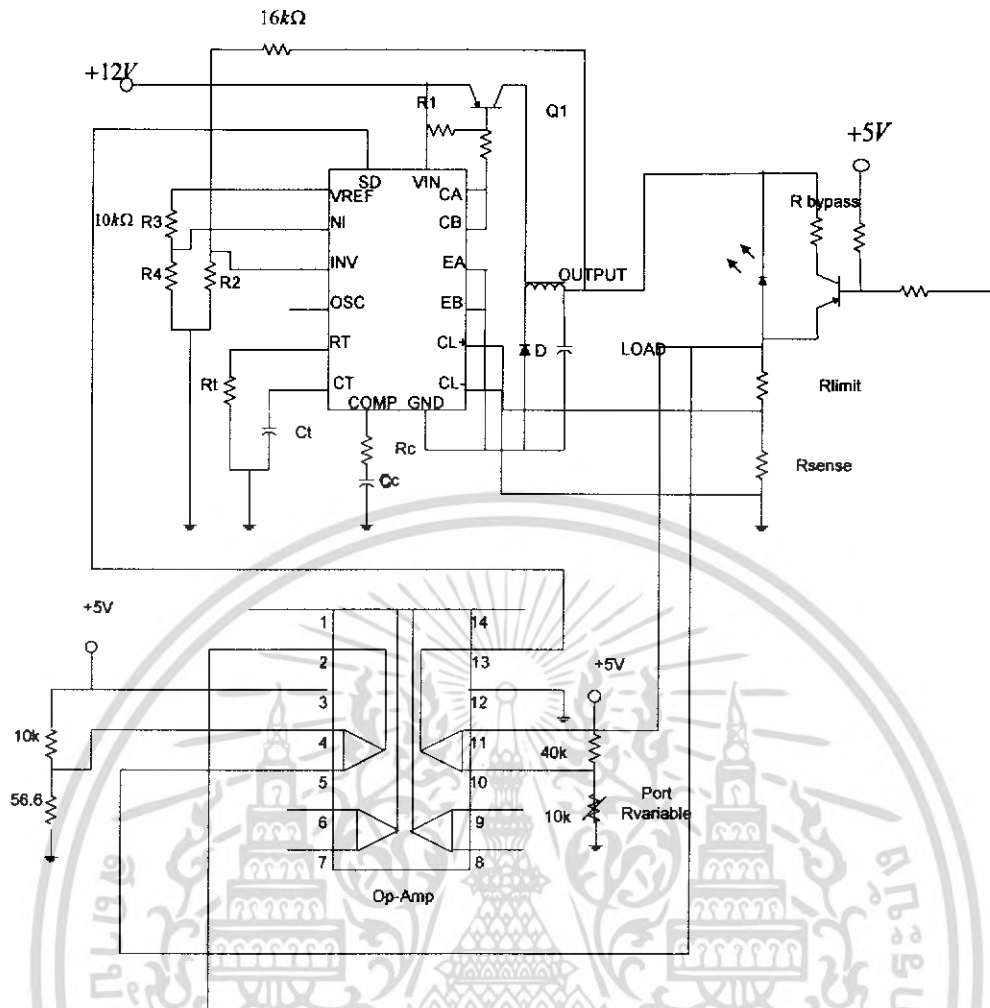 16kΩ
+12V
R1
Q1
+5V
SD
VIN
VREF
CA
R bypass
10kΩ
R3
NI
CB
INV
EA
R4
R2
OUTPUT
OSC
EB
RT
CL+
LOAD
D
Rt
CT
CL-
Rlimit
COMP
GND
Ct
Rc
Rsense
Cc
+5V
1
14
2
13
+5V
3
12
10k
4
11
40k
5
10
Port
Rvariable
56.6
10k
6
9
7
8
Op-Amp